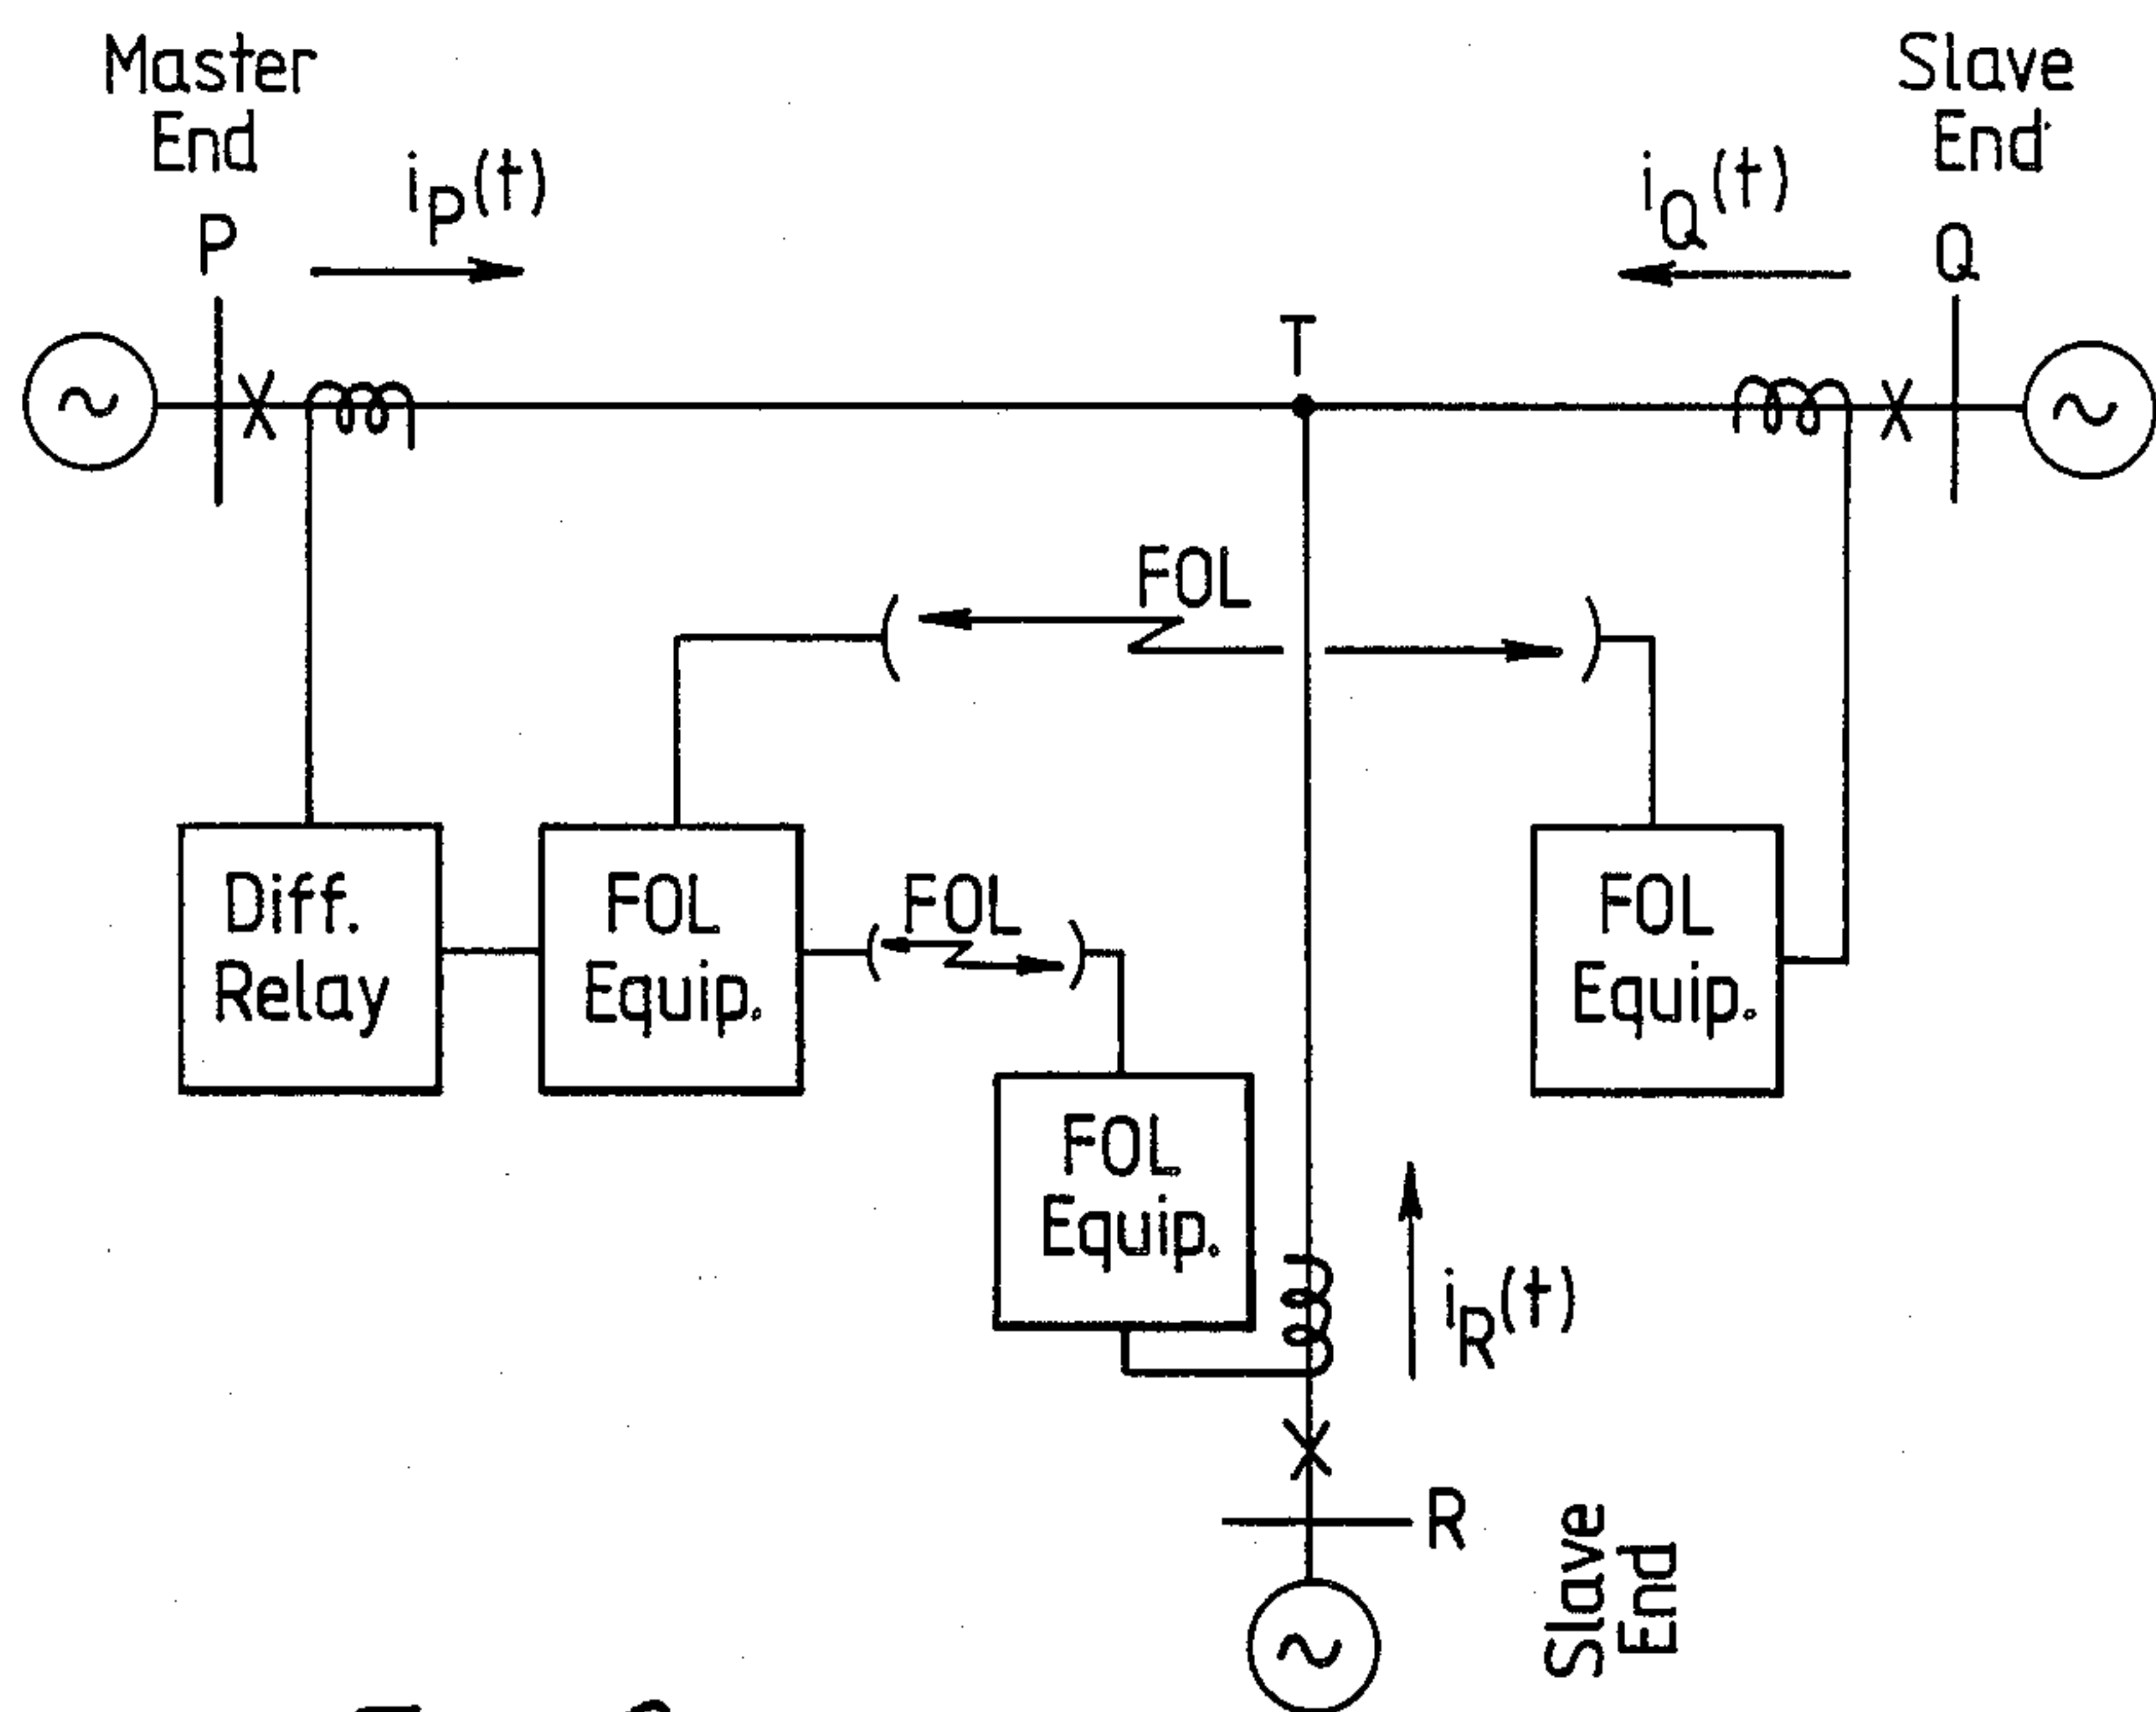 Master
End
Slave
End
i_P(t)
i_Q(t)
P
Q
T
FOL
Diff.
Relay
FOL
Equip.
FOL
FOL
Equip.
FOL
Equip.
i_R(t)
R
Slave
End